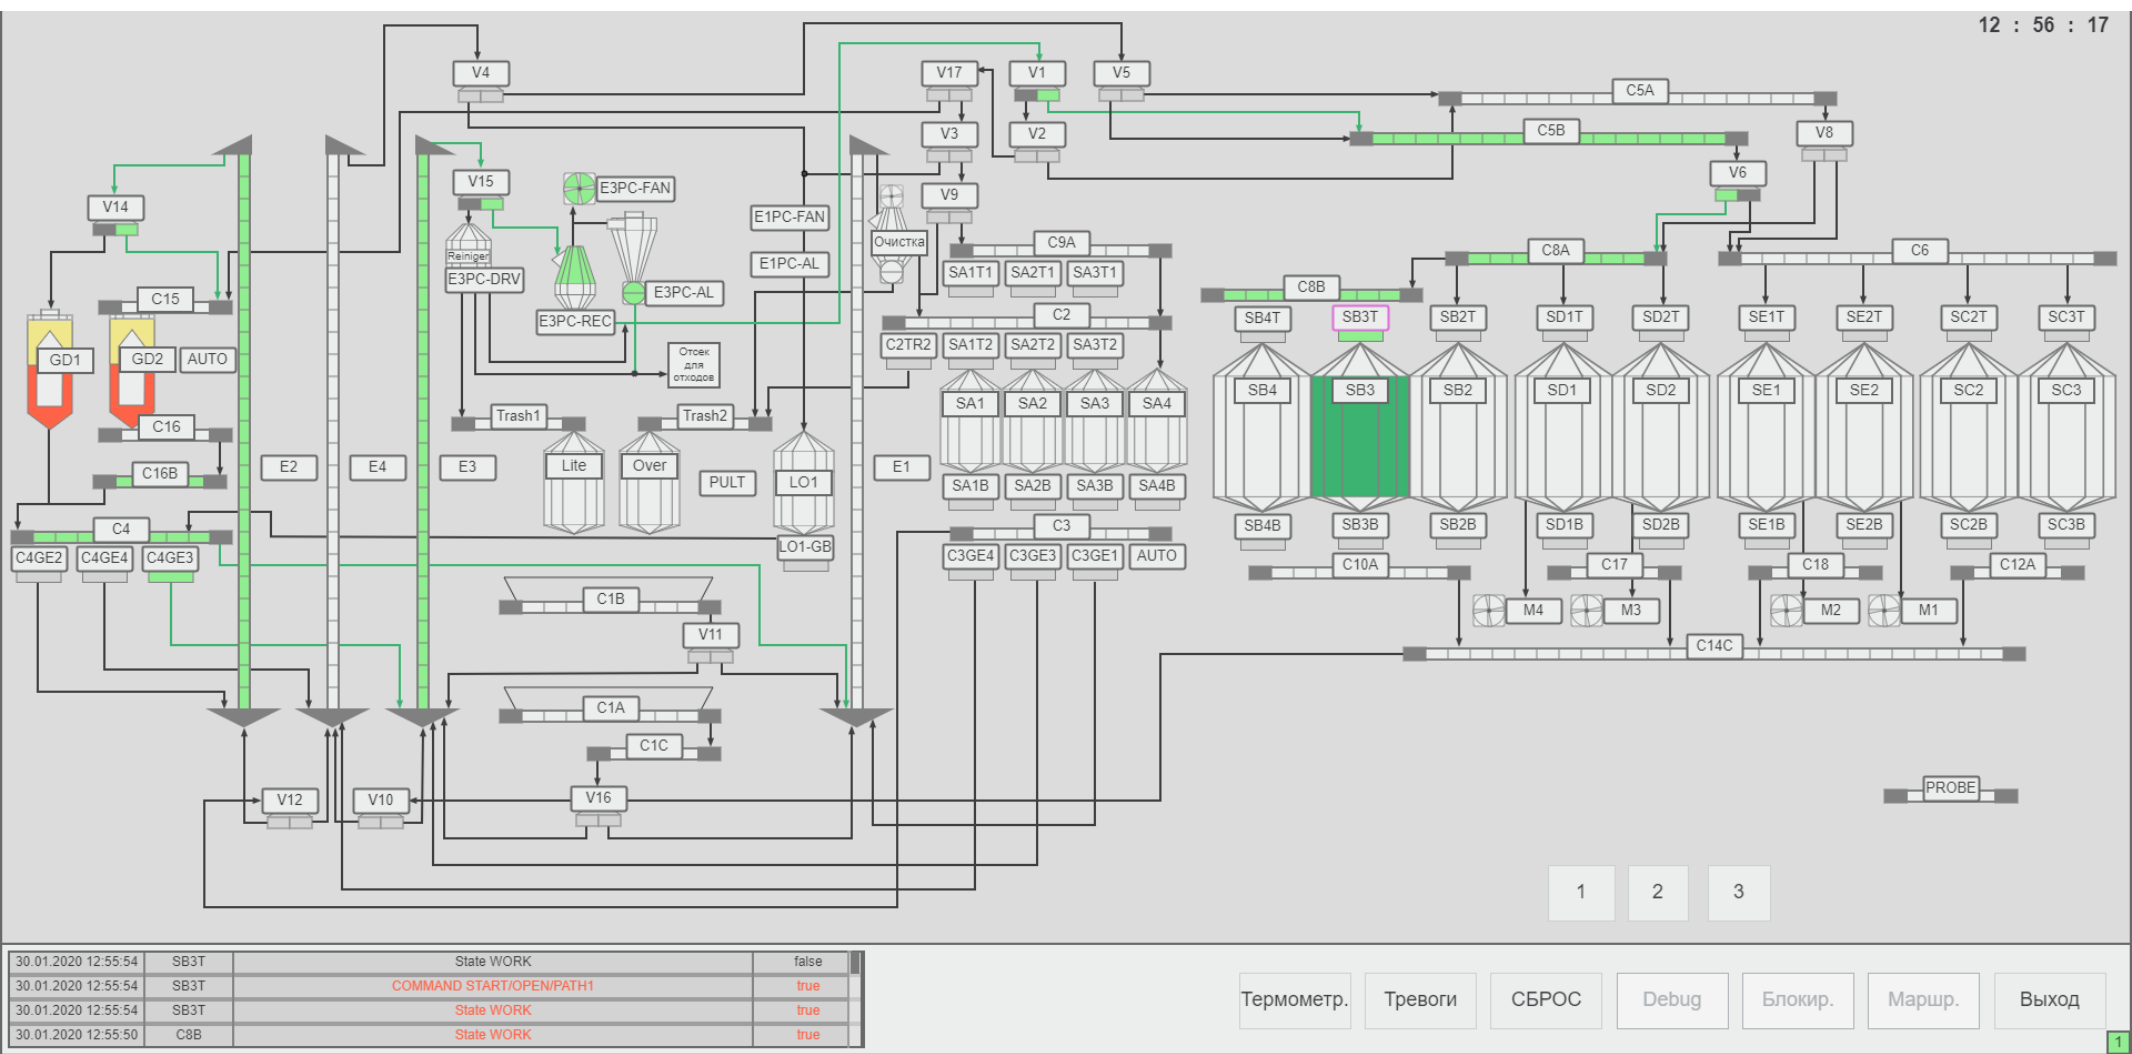 12 : 56 : 17
V4
V17
V1
V5
C5A
V3
V2
C5B
V8
V15
E3PC-FAN
V6
V14
V9
E1PC-FAN
Reiniger
E3PC-DRV
E1PC-AL
Очистка
C9A
C8A
C6
SA1T1
SA2T1
SA3T1
C15
E3PC-AL
C8B
E3PC-REC
C2
SB4T
SB3T
SB2T
SD1T
SD2T
SE1T
SE2T
SC2T
SC3T
GD1
GD2
AUTO
Отсек
для
отходов
C2TR2
SA1T2
SA2T2
SA3T2
SB4
SB3
SB2
SD1
SD2
SE1
SE2
SC2
SC3
SA1
SA2
SA3
SA4
C16
Trash1
Trash2
C16B
E2
E4
E3
Lite
Over
PULT
LO1
E1
SA1B
SA2B
SA3B
SA4B
C4
C3
SB4B
SB3B
SB2B
SD1B
SD2B
SE1B
SE2B
SC2B
SC3B
C4GE2
C4GE4
C4GE3
LO1-GB
C3GE4
C3GE3
C3GE1
AUTO
C10A
C17
C18
C12A
C1B
M4
M3
M2
M1
V11
C14C
C1A
C1C
V12
V10
V16
PROBE
1
2
3
30.01.2020 12:55:54 SB3T State WORK false
30.01.2020 12:55:54 SB3T COMMAND START/OPEN/PATH1 true
30.01.2020 12:55:54 SB3T State WORK true
30.01.2020 12:55:50 C8B State WORK true
Термометр.
Тревоги
СБРОС
Debug
Блокир.
Маршр.
Выход
1